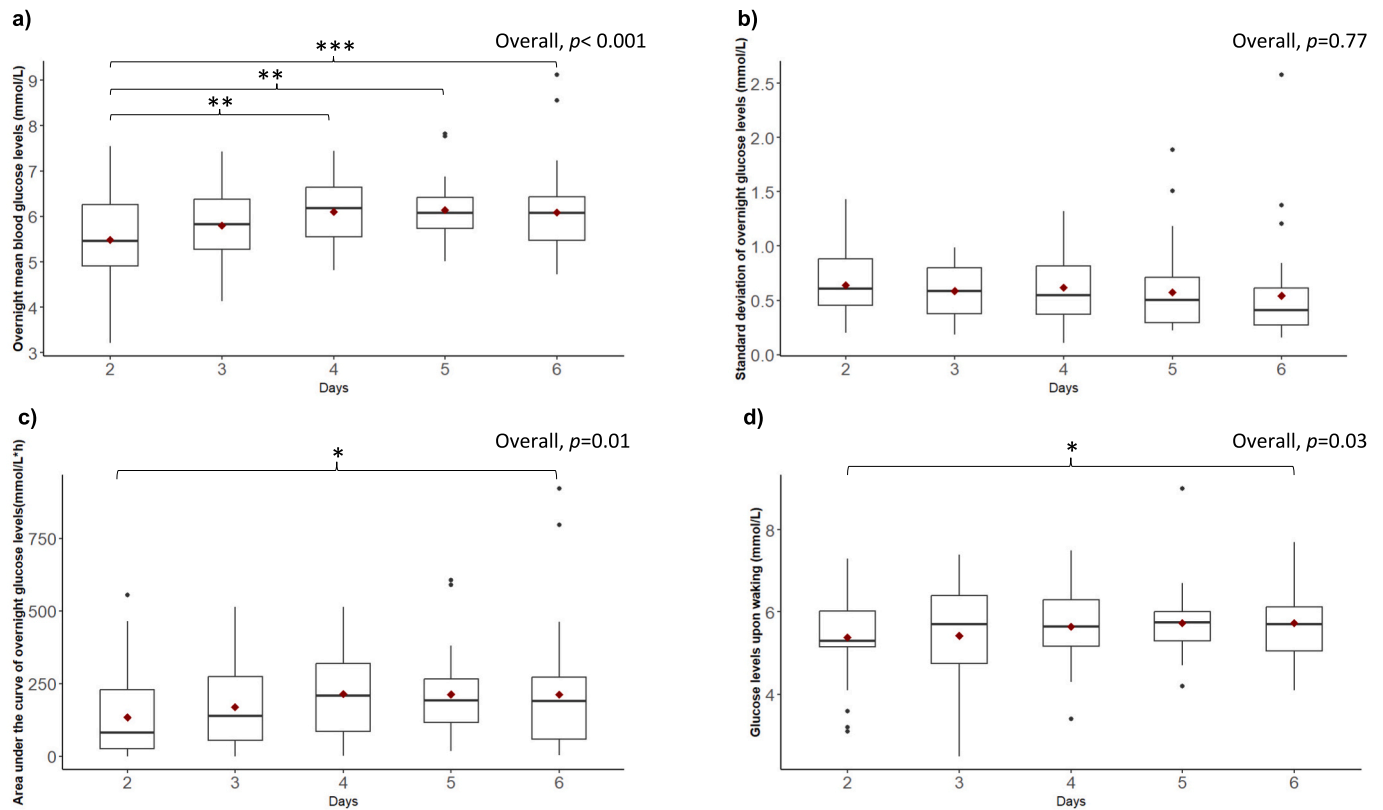 a)
Overall, p< 0.001
***
**
**
Overnight mean blood glucose levels (mmol/L)
9
8
7
6
5
4
3
2 3 4 5 6
Days
b)
Overall, p=0.77
Standard deviation of overnight glucose levels (mmol/L)
2.5
2.0
1.5
1.0
0.5
0.0
2 3 4 5 6
Days
c)
Overall, p=0.01
*
Area under the curve of overnight glucose levels(mmol/L*h)
750
500
250
0
2 3 4 5 6
Days
d)
Overall, p=0.03
*
Glucose levels upon waking (mmol/L)
8
6
4
2 3 4 5 6
Days